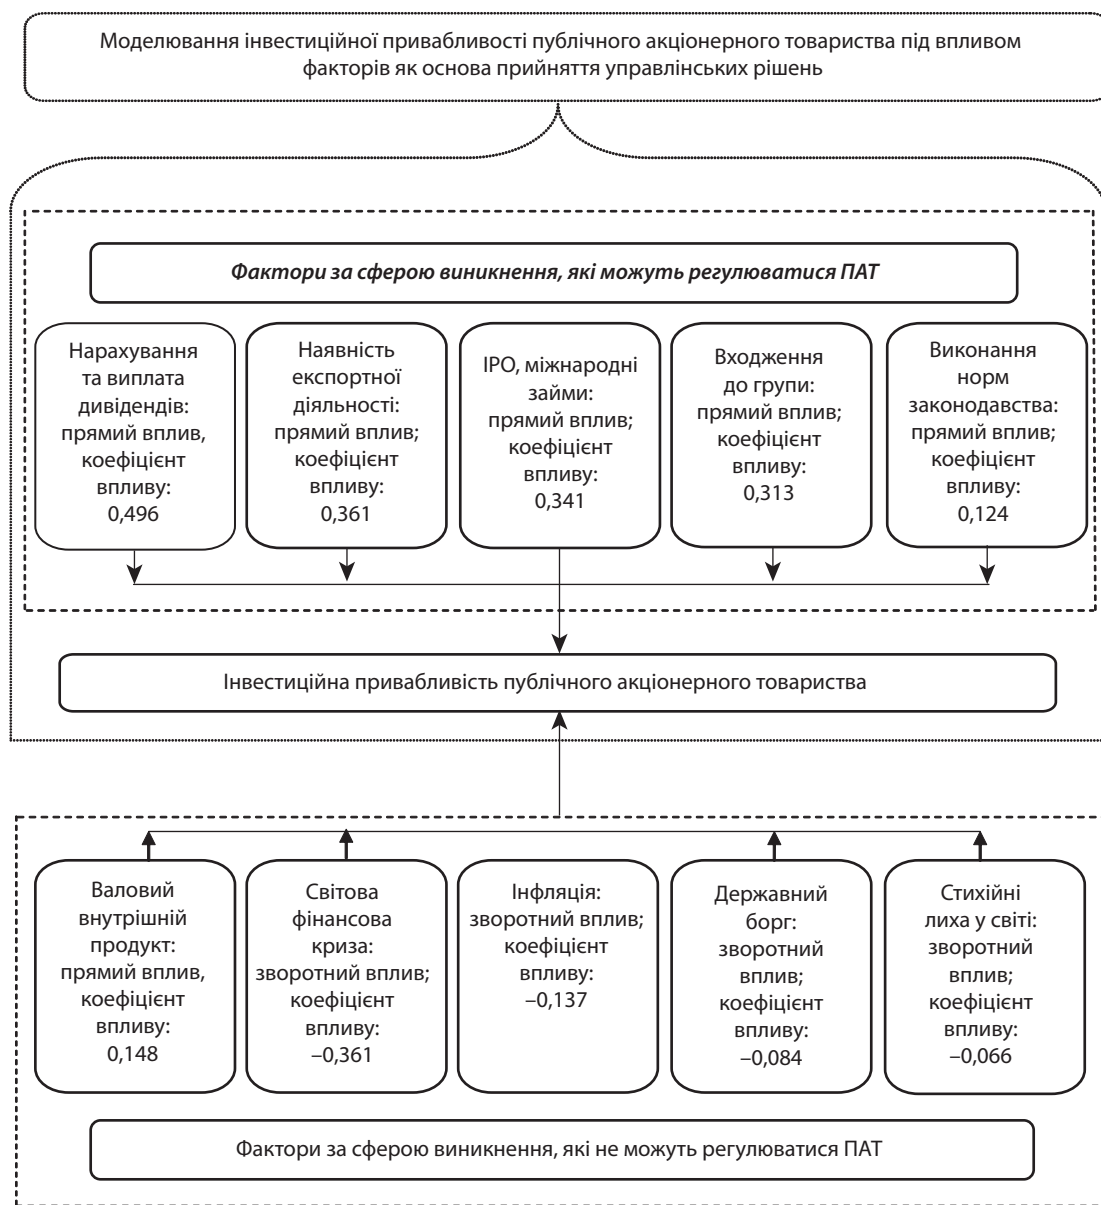 Моделювання інвестиційної привабливості публічного акціонерного товариства під впливом
факторів як основа прийняття управлінських рішень
Фактори за сферою виникнення, які можуть регулюватися ПАТ
Нарахування
та виплата
дивідендів:
прямий вплив,
коефіцієнт
впливу:
0,496
Наявність
експортної
діяльності:
прямий вплив;
коефіцієнт
впливу:
0,361
IPO, міжнародні
займи:
прямий вплив;
коефіцієнт
впливу:
0,341
Входження
до групи:
прямий вплив;
коефіцієнт
впливу:
0,313
Виконання
норм
законодавства:
прямий вплив;
коефіцієнт
впливу:
0,124
Інвестиційна привабливість публічного акціонерного товариства
Валовий
внутрішній
продукт:
прямий вплив,
коефіцієнт
впливу:
0,148
Світова
фінансова
криза:
зворотний вплив;
коефіцієнт
впливу:
–0,361
Інфляція:
зворотний вплив;
коефіцієнт
впливу:
–0,137
Державний
борг:
зворотний
вплив;
коефіцієнт
впливу:
–0,084
Стихійні
лиха у світі:
зворотний
вплив;
коефіцієнт
впливу:
–0,066
Фактори за сферою виникнення, які не можуть регулюватися ПАТ